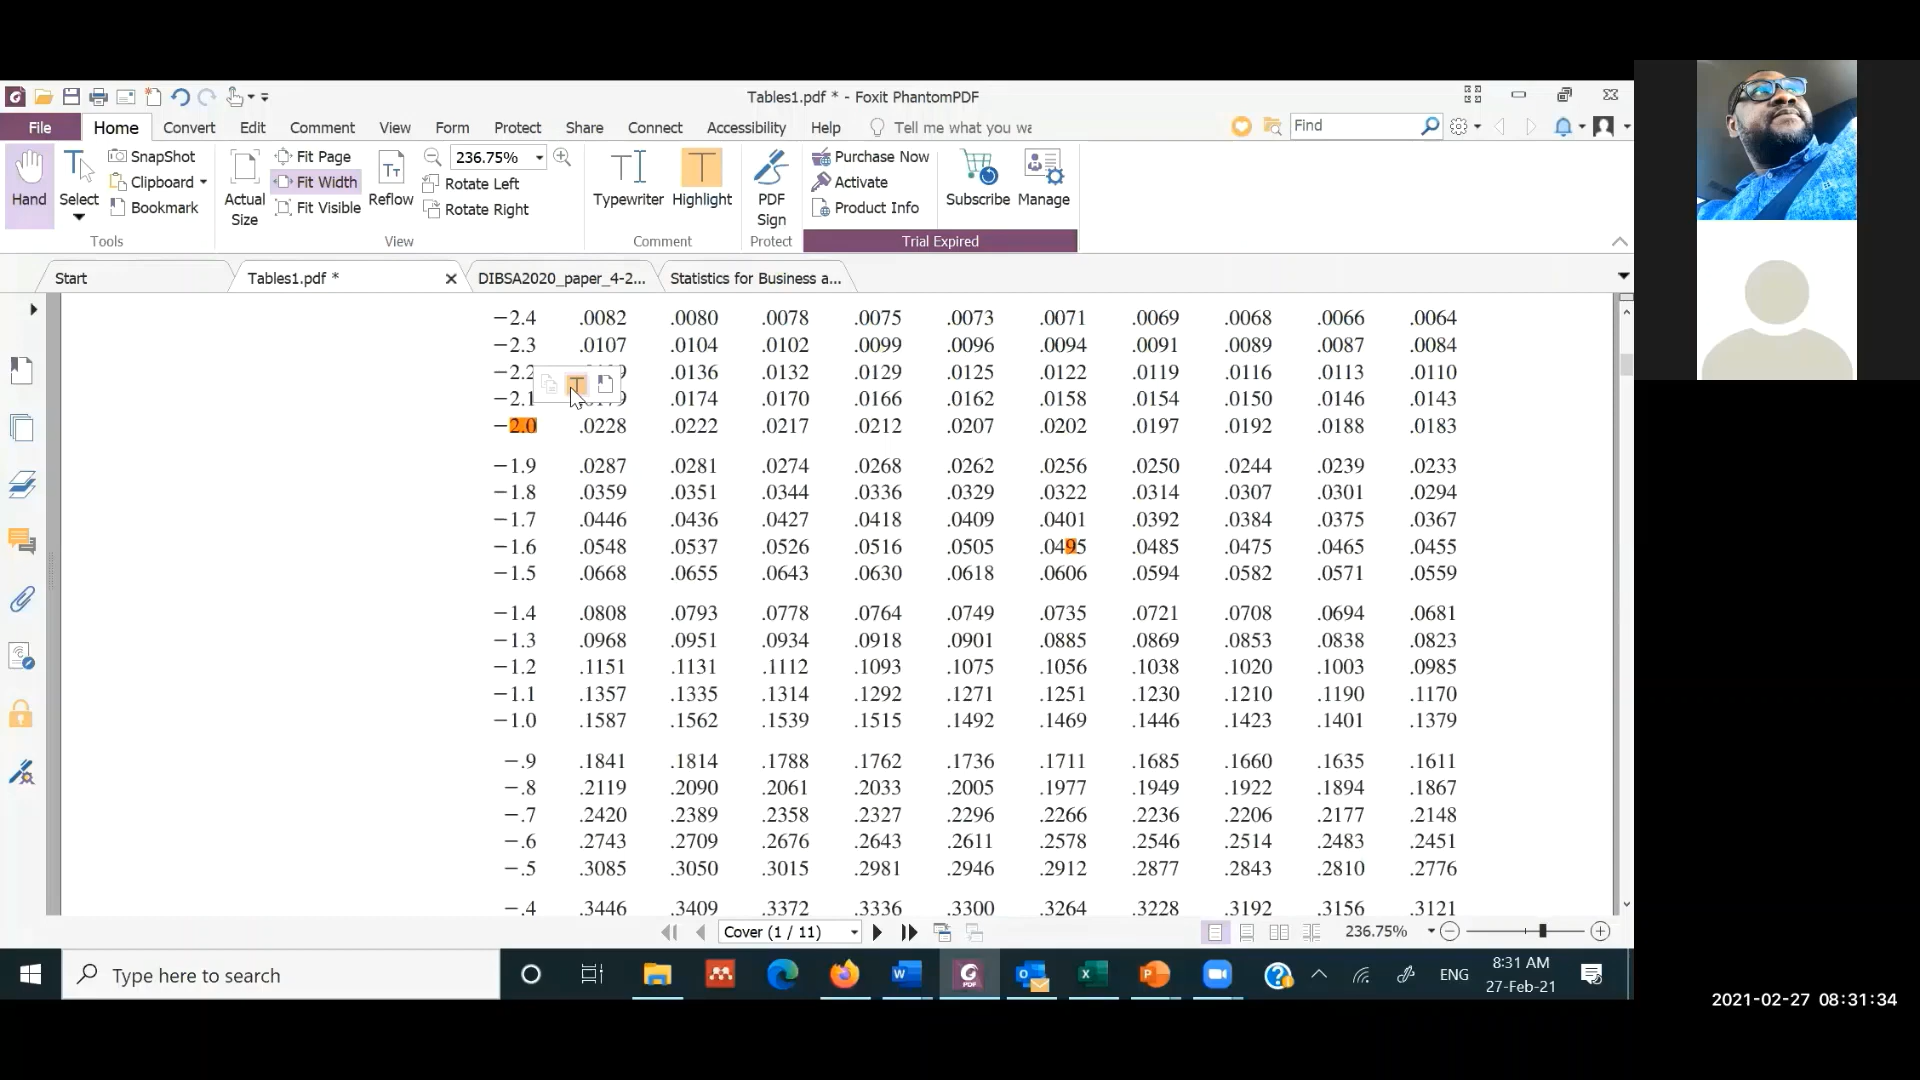 Tables1.pdf * - Foxit PhantomPDF
File Home Convert Edit Comment View Form Protect Share Connect Accessibility Help Tell me what you wa Find
Hand
Select
SnapShot
Clipboard
Bookmark
Tools
Actual Size
Fit Page
Fit Width
Fit Visible
Reflow
236.75%
Rotate Left
Rotate Right
View
Typewriter
Highlight
Comment
PDF Sign
Protect
Purchase Now
Activate
Product Info
Subscribe
Manage
Trial Expired
Start Tables1.pdf * DIBSA2020_paper_4-2... Statistics for Business a...
−2.4 .0082 .0080 .0078 .0075 .0073 .0071 .0069 .0068 .0066 .0064
−2.3 .0107 .0104 .0102 .0099 .0096 .0094 .0091 .0089 .0087 .0084
−2.2 .0136 .0132 .0129 .0125 .0122 .0119 .0116 .0113 .0110
−2.1 .0174 .0170 .0166 .0162 .0158 .0154 .0150 .0146 .0143
−2.0 .0228 .0222 .0217 .0212 .0207 .0202 .0197 .0192 .0188 .0183
−1.9 .0287 .0281 .0274 .0268 .0262 .0256 .0250 .0244 .0239 .0233
−1.8 .0359 .0351 .0344 .0336 .0329 .0322 .0314 .0307 .0301 .0294
−1.7 .0446 .0436 .0427 .0418 .0409 .0401 .0392 .0384 .0375 .0367
−1.6 .0548 .0537 .0526 .0516 .0505 .0495 .0485 .0475 .0465 .0455
−1.5 .0668 .0655 .0643 .0630 .0618 .0606 .0594 .0582 .0571 .0559
−1.4 .0808 .0793 .0778 .0764 .0749 .0735 .0721 .0708 .0694 .0681
−1.3 .0968 .0951 .0934 .0918 .0901 .0885 .0869 .0853 .0838 .0823
−1.2 .1151 .1131 .1112 .1093 .1075 .1056 .1038 .1020 .1003 .0985
−1.1 .1357 .1335 .1314 .1292 .1271 .1251 .1230 .1210 .1190 .1170
−1.0 .1587 .1562 .1539 .1515 .1492 .1469 .1446 .1423 .1401 .1379
−.9 .1841 .1814 .1788 .1762 .1736 .1711 .1685 .1660 .1635 .1611
−.8 .2119 .2090 .2061 .2033 .2005 .1977 .1949 .1922 .1894 .1867
−.7 .2420 .2389 .2358 .2327 .2296 .2266 .2236 .2206 .2177 .2148
−.6 .2743 .2709 .2676 .2643 .2611 .2578 .2546 .2514 .2483 .2451
−.5 .3085 .3050 .3015 .2981 .2946 .2912 .2877 .2843 .2810 .2776
−.4 .3446 .3409 .3372 .3336 .3300 .3264 .3228 .3192 .3156 .3121
Cover (1 / 11) 236.75%
Type here to search
ENG
8:31 AM
27-Feb-21
2021-02-27 08:31:34